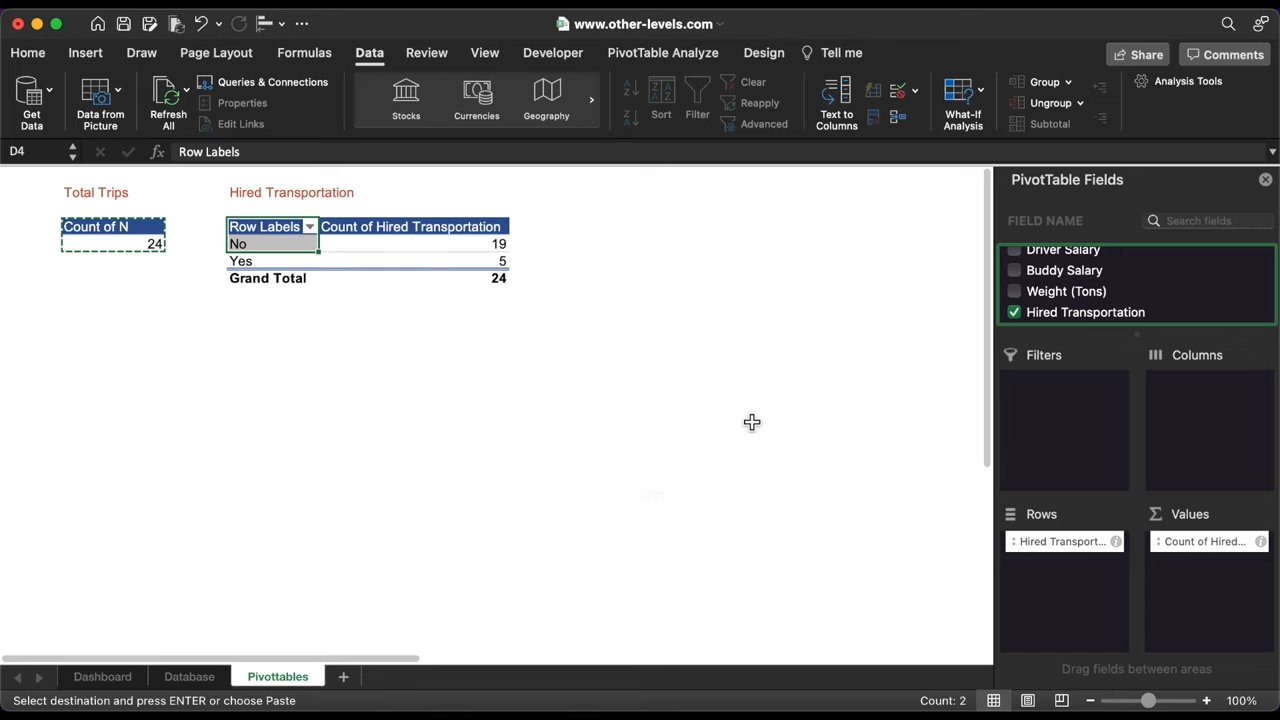 www.other-levels.com
Home Insert Draw Page Layout Formulas Data Review View Developer PivotTable Analyze Design Tell me Share Comments
Get Data
Data from Picture
Refresh All
Queries & Connections
Properties
Edit Links
Stocks
Currencies
Geography
Sort
Filter
Clear
Reapply
Advanced
Text to Columns
What-If Analysis
Group
Ungroup
Subtotal
Analysis Tools
D4 fx Row Labels
Total Trips Hired Transportation
Count of N Row Labels Count of Hired Transportation
24 No 19
Yes 5
Grand Total 24
PivotTable Fields
FIELD NAME Search fields
Driver Salary
Buddy Salary
Weight (Tons)
Hired Transportation
Filters Columns
Rows Values
Hired Transport... Count of Hired...
Drag fields between areas
Dashboard Database Pivottables
Select destination and press ENTER or choose Paste Count: 2 100%